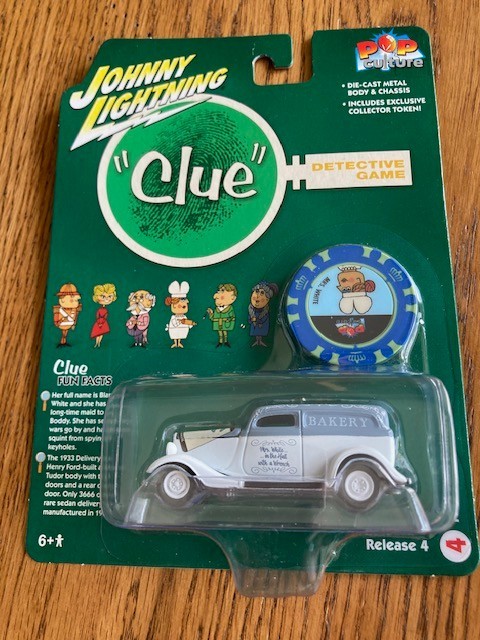 JOHNNY
LIGHTNING
POP
culture
• DIE-CAST METAL
BODY & CHASSIS
• INCLUDES EXCLUSIVE
COLLECTOR TOKEN!
"Clue"
DETECTIVE
GAME
MRS. WHITE
Clue
FUN FACTS
Her full name is
White and she has
long-time maid to
Boddy. She has
wars go by and
squint from
keyholes.
The 1933
Henry Ford-built
Tudor body with
doors and a rear
door. Only 3666
rare sedan
manufactured in
BAKERY
Mrs. White
...in the Hall
with a Wrench
6+
Release 4
4